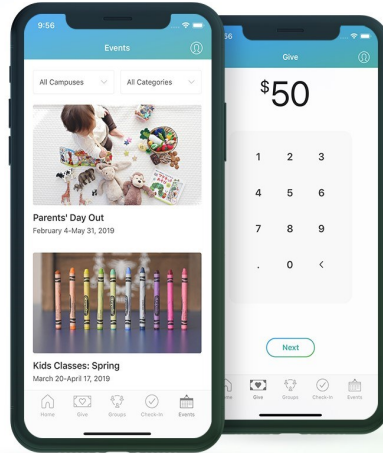 9:56
Events
All Campuses
All Categories
Parents' Day Out
February 4-May 31, 2019
Kids Classes: Spring
March 20-April 17, 2019
Home
Give
Groups
Check-In
Events
56
Give
$50
1 2 3
4 5 6
7 8 9
. 0 <
Next
Give
Groups
Check-In
Events